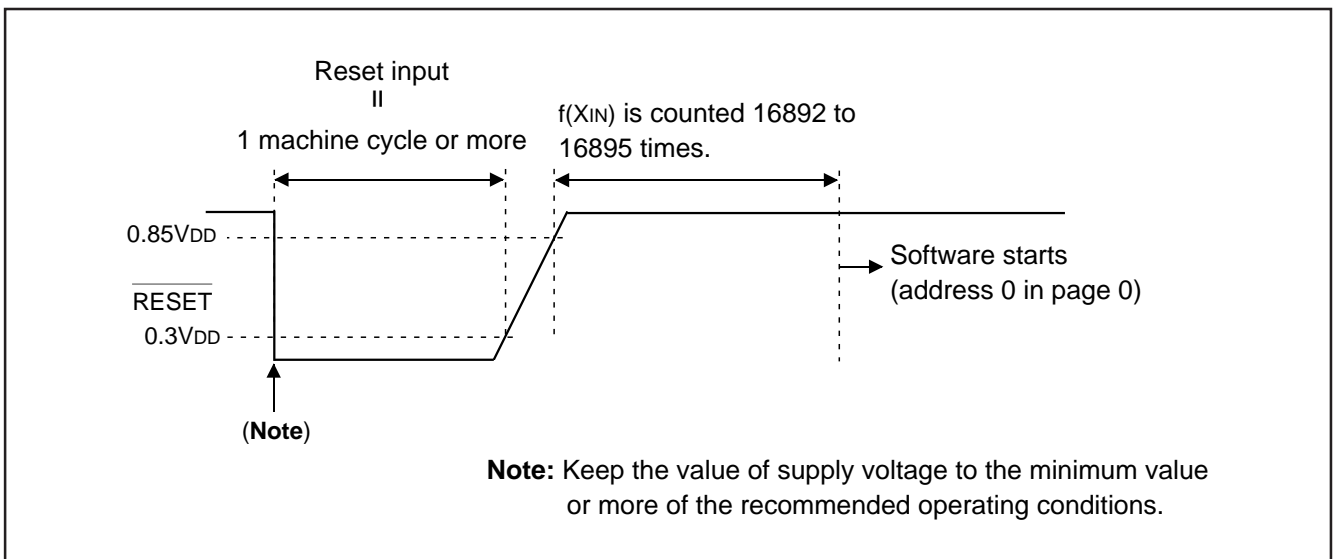 Reset input
=
1 machine cycle or more
f(XIN) is counted 16892 to
16895 times.
0.85VDD
RESET
0.3VDD
Software starts
(address 0 in page 0)
(Note)
Note: Keep the value of supply voltage to the minimum value
or more of the recommended operating conditions.